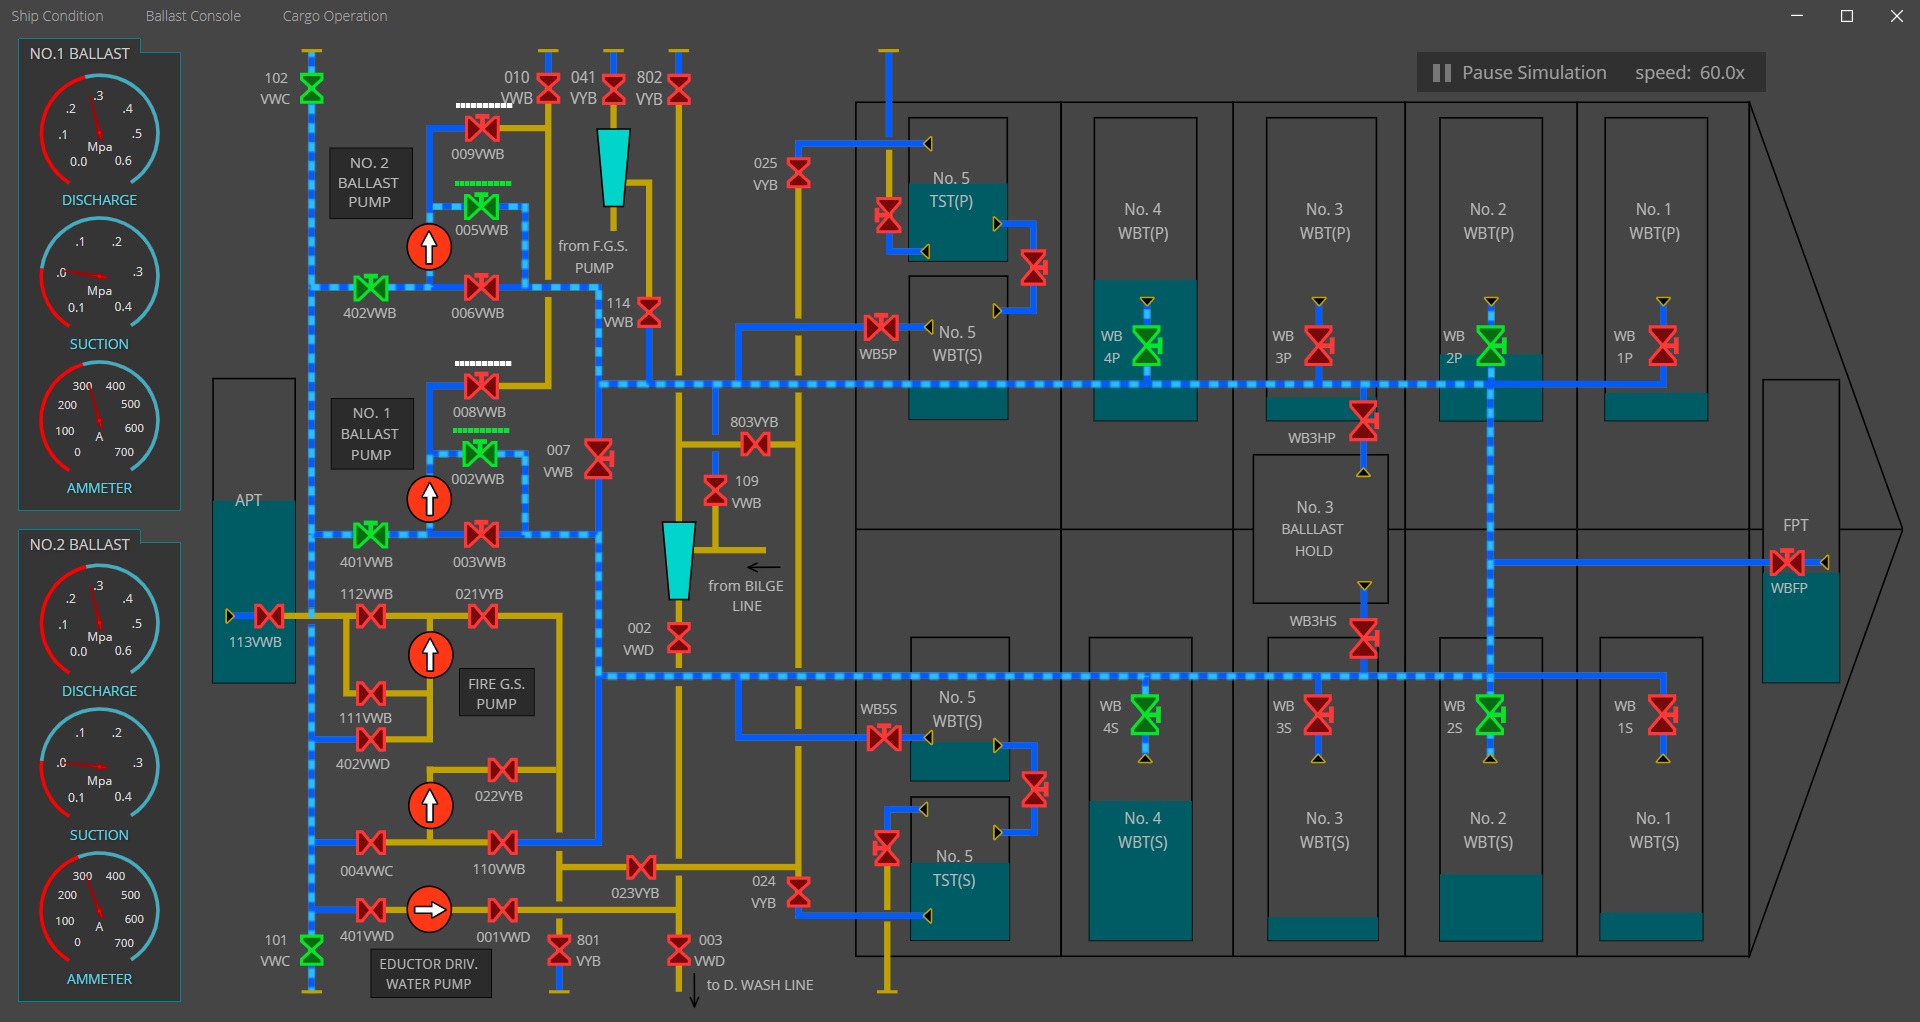 Ship Condition
Ballast Console
Cargo Operation
Pause Simulation
speed: 60.0x
NO.1 BALLAST
.3
.2
.4
.1
.5
Mpa
0.0
0.6
DISCHARGE
.1
.2
.0
.3
Mpa
0.1
0.4
SUCTION
300
400
200
500
100
600
A
0
700
AMMETER
NO.2 BALLAST
.3
.2
.4
.1
.5
Mpa
0.0
0.6
DISCHARGE
.1
.2
.0
.3
Mpa
0.1
0.4
SUCTION
300
400
200
500
100
600
A
0
700
AMMETER
102
VWC
010
VWB
041
VYB
802
VYB
009VWB
NO. 2
BALLAST
PUMP
005VWB
402VWB
006VWB
from F.G.S.
PUMP
114
VWB
008VWB
NO. 1
BALLAST
PUMP
002VWB
007
VWB
401VWB
003VWB
803VYB
109
VWB
from BILGE
LINE
APT
113VWB
112VWB
021VYB
FIRE G.S.
PUMP
111VWB
402VWD
002
VWD
022VYB
004VWC
110VWB
023VYB
024
VYB
401VWD
001VWD
101
VWC
EDUCTOR DRIV.
WATER PUMP
801
VYB
003
VWD
to D. WASH LINE
025
VYB
No. 5
TST(P)
No. 5
WBT(S)
WB5P
No. 4
WBT(P)
No. 3
WBT(P)
No. 2
WBT(P)
No. 1
WBT(P)
WB
4P
WB
3P
WB
2P
WB
1P
WB3HP
No. 3
BALLLAST
HOLD
WB3HS
FPT
WBFP
WB5S
No. 5
WBT(S)
WB
4S
WB
3S
WB
2S
WB
1S
No. 5
TST(S)
No. 4
WBT(S)
No. 3
WBT(S)
No. 2
WBT(S)
No. 1
WBT(S)